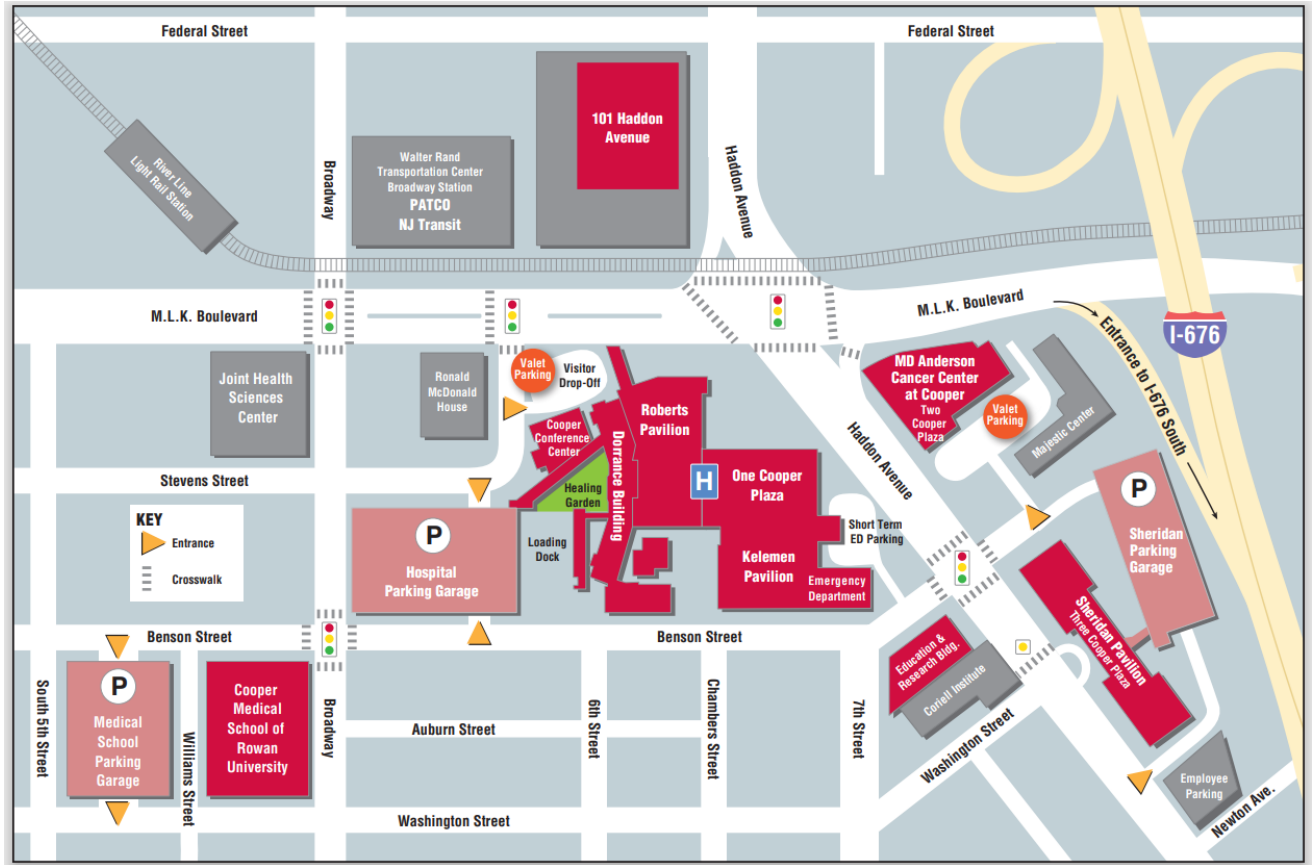 Federal Street
Federal Street
101 Haddon
Avenue
Walter Rand
Transportation Center
Broadway Station
PATCO
NJ Transit
River Line
Light Rail Station
Broadway
Haddon Avenue
M.L.K. Boulevard
M.L.K. Boulevard
Entrance to I-676 South
I-676
Joint Health
Sciences
Center
Ronald
McDonald
House
Valet
Parking
Visitor
Drop-Off
Cooper
Conference
Center
Roberts
Pavilion
Dorrance Building
Healing
Garden
MD Anderson
Cancer Center
at Cooper
Two
Cooper
Plaza
Valet
Parking
Majestic Center
Haddon Avenue
Stevens Street
H
One Cooper
Plaza
P
Sheridan
Parking
Garage
KEY
Entrance
Crosswalk
P
Hospital
Parking Garage
Loading
Dock
Short Term
ED Parking
Kelemen
Pavilion
Emergency
Department
Sheridan Pavilion
Three Cooper Plaza
Benson Street
Benson Street
Education &
Research Bldg.
Coriell Institute
P
Medical
School
Parking
Garage
Cooper
Medical
School of
Rowan
University
South 5th Street
Williams Street
Broadway
Auburn Street
6th Street
Chambers Street
7th Street
Washington Street
Washington Street
Employee
Parking
Newton Ave.